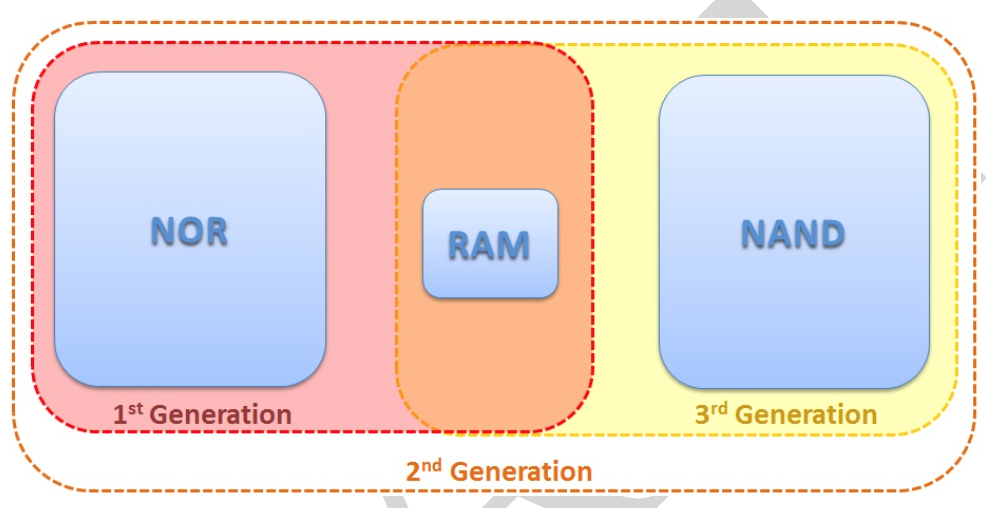 NOR
RAM
NAND
1st Generation
3rd Generation
2nd Generation